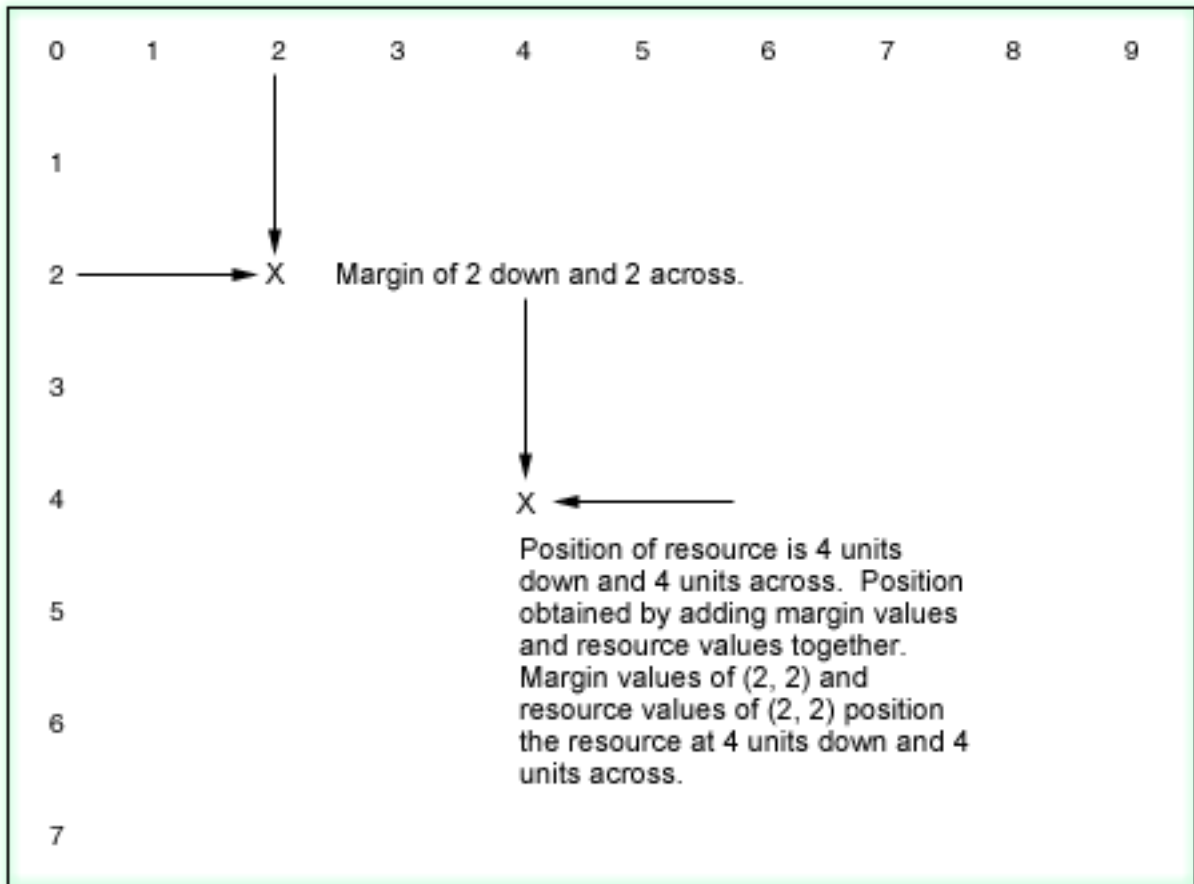 0 1 2 3 4 5 6 7 8 9
1
2 X Margin of 2 down and 2 across.
3
4 X
Position of resource is 4 units
down and 4 units across. Position
5 obtained by adding margin values
and resource values together.
Margin values of (2, 2) and
6 resource values of (2, 2) position
the resource at 4 units down and 4
units across.
7